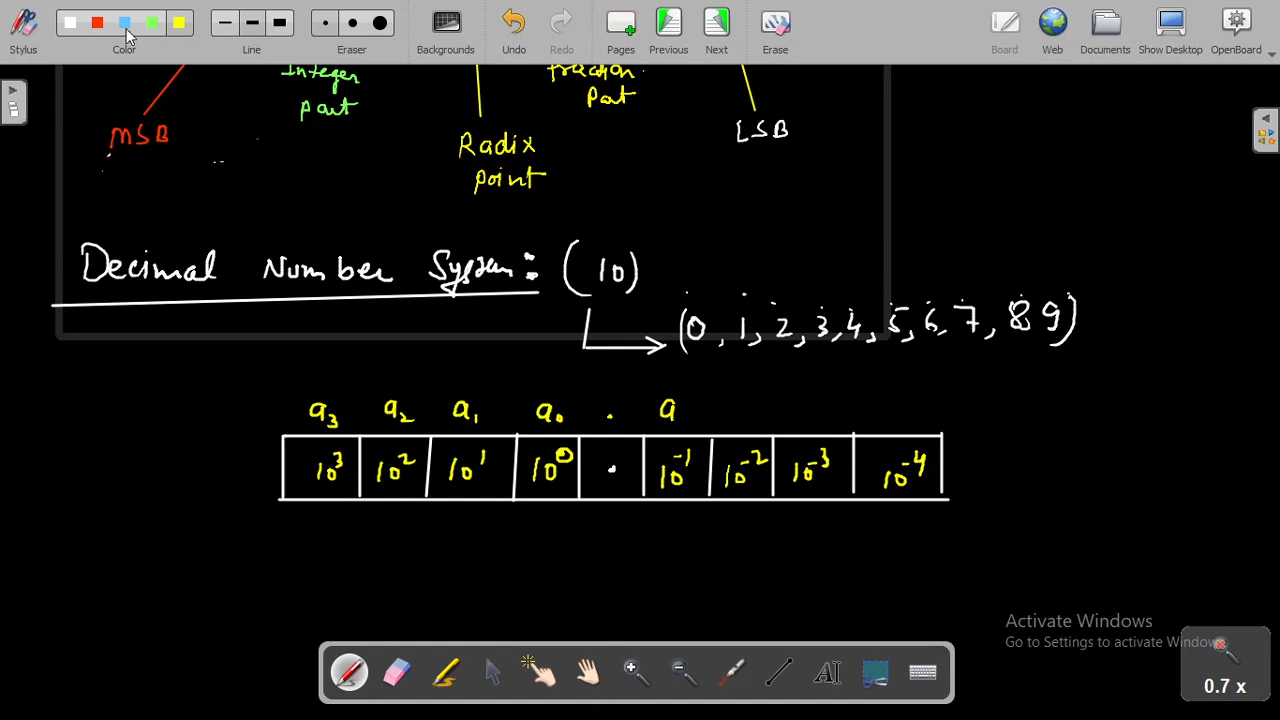 Stylus Color Line Eraser Backgrounds Undo Redo Pages Previous Next Erase Board Web Documents Show Desktop OpenBoard
Integer fraction
part Part
MSB LSB
Radix
point
Decimal Number System: (10)
(0, 1, 2, 3, 4, 5, 6, 7, 8, 9)
a₃ a₂ a₁ a₀ . a
10³ 10² 10¹ 10⁰ . 10⁻¹ 10⁻² 10⁻³ 10⁻⁴
Activate Windows
Go to Settings to activate Windows
AI
0.7 x